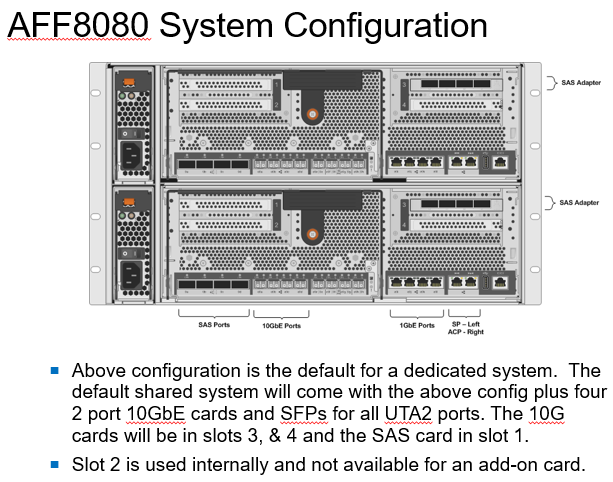 AFF8080 System Configuration
SAS Adapter
SAS Adapter
SAS Ports
10GbE Ports
1GbE Ports
SP – Left
ACP - Right
Above configuration is the default for a dedicated system.  The
default shared system will come with the above config plus four
2 port 10GbE cards and SFPs for all UTA2 ports. The 10G
cards will be in slots 3, & 4 and the SAS card in slot 1.
Slot 2 is used internally and not available for an add-on card.